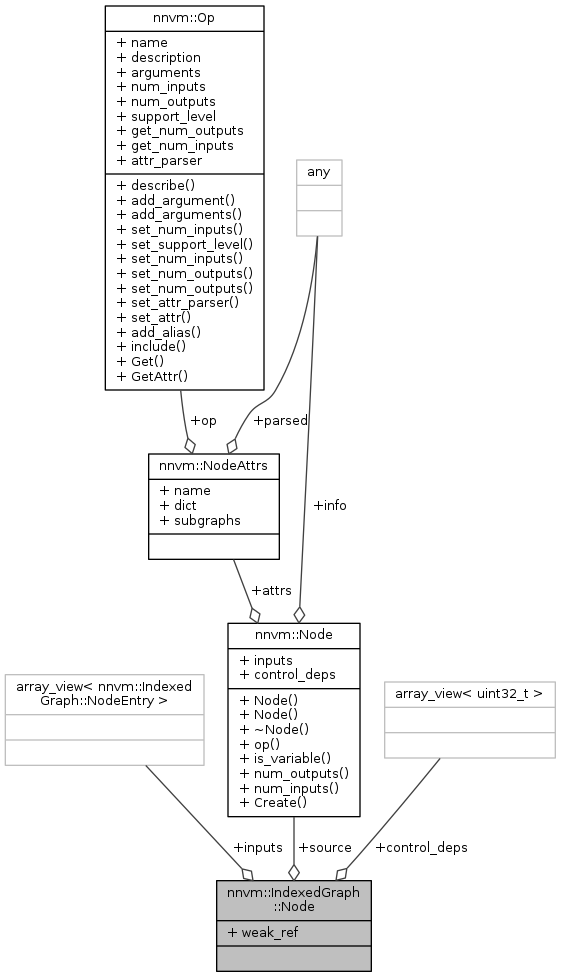 nnvm::Op
+ name
+ description
+ arguments
+ num_inputs
+ num_outputs
+ support_level
+ get_num_outputs
+ get_num_inputs
+ attr_parser
+ describe()
+ add_argument()
+ add_arguments()
+ set_num_inputs()
+ set_support_level()
+ set_num_inputs()
+ set_num_outputs()
+ set_num_outputs()
+ set_attr_parser()
+ set_attr()
+ add_alias()
+ include()
+ Get()
+ GetAttr()
any
+op
+parsed
nnvm::NodeAttrs
+ name
+ dict
+ subgraphs
+info
+attrs
nnvm::Node
+ inputs
+ control_deps
+ Node()
+ Node()
+ ~Node()
+ op()
+ is_variable()
+ num_outputs()
+ num_inputs()
+ Create()
array_view< nnvm::Indexed
Graph::NodeEntry >
array_view< uint32_t >
+inputs
+source
+control_deps
nnvm::IndexedGraph
::Node
+ weak_ref